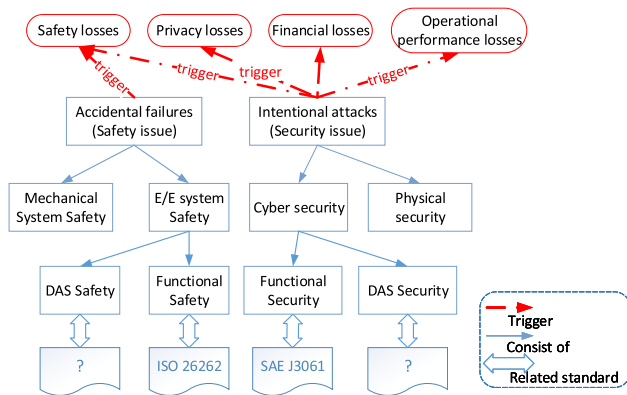 Safety losses
Privacy losses
Financial losses
Operational
performance losses
trigger
trigger
trigger
trigger
Accidental failures
(Safety issue)
Intentional attacks
(Security issue)
Mechanical
System Safety
E/E system
Safety
Cyber security
Physical
security
DAS Safety
Functional
Safety
Functional
Security
DAS Security
?
ISO 26262
SAE J3061
?
Trigger
Consist of
Related standard